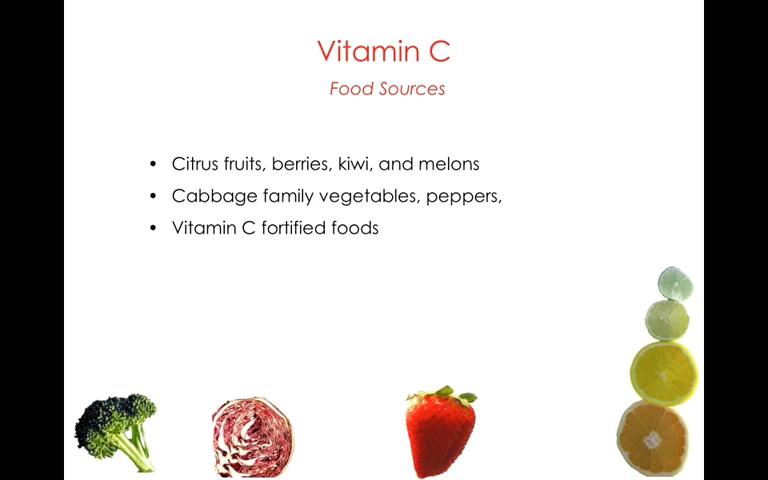 Vitamin C
Food Sources
• Citrus fruits, berries, kiwi, and melons
• Cabbage family vegetables, peppers,
• Vitamin C fortified foods